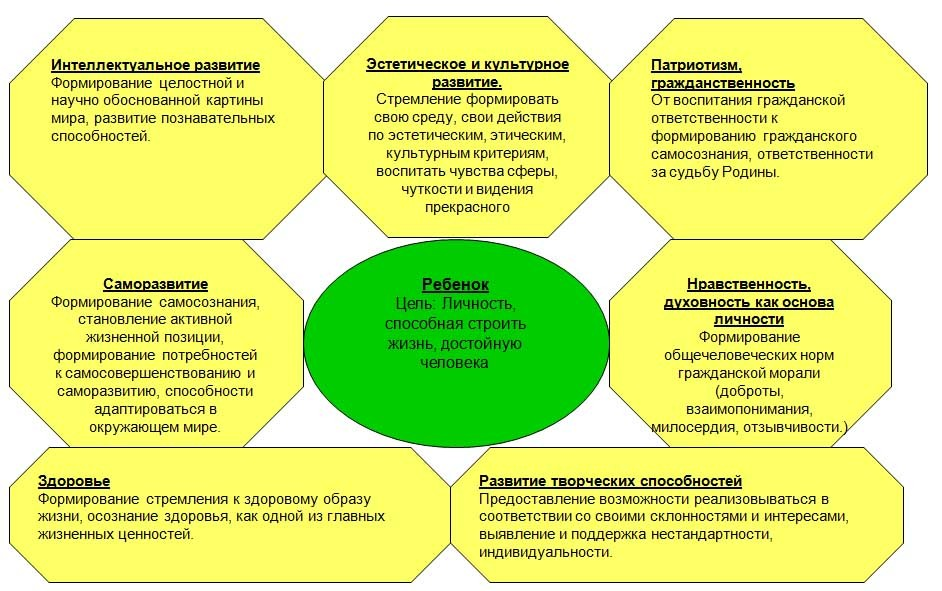 Интеллектуальное развитие
Формирование целостной и
научно обоснованной картины
мира, развитие познавательных
способностей.
Эстетическое и культурное
развитие.
Стремление формировать
свою среду, свои действия
по эстетическим, этическим,
культурным критериям,
воспитать чувства сферы,
чуткости и видения
прекрасного
Патриотизм,
гражданственность
От воспитания гражданской
ответственности к
формированию гражданского
самосознания, ответственности
за судьбу Родины.
Саморазвитие
Формирование самосознания,
становление активной
жизненной позиции,
формирование потребностей
к самосовершенствованию и
саморазвитию, способности
адаптироваться в
окружающем мире.
Ребенок
Цель: Личность,
способная строить
жизнь, достойную
человека
Нравственность,
духовность как основа
личности
Формирование
общечеловеческих норм
гражданской морали
(доброты,
взаимопонимания,
милосердия, отзывчивости.)
Здоровье
Формирование стремления к здоровому образу
жизни, осознание здоровья, как одной из главных
жизненных ценностей.
Развитие творческих способностей
Предоставление возможности реализовываться в
соответствии со своими склонностями и интересами,
выявление и поддержка нестандартности,
индивидуальности.